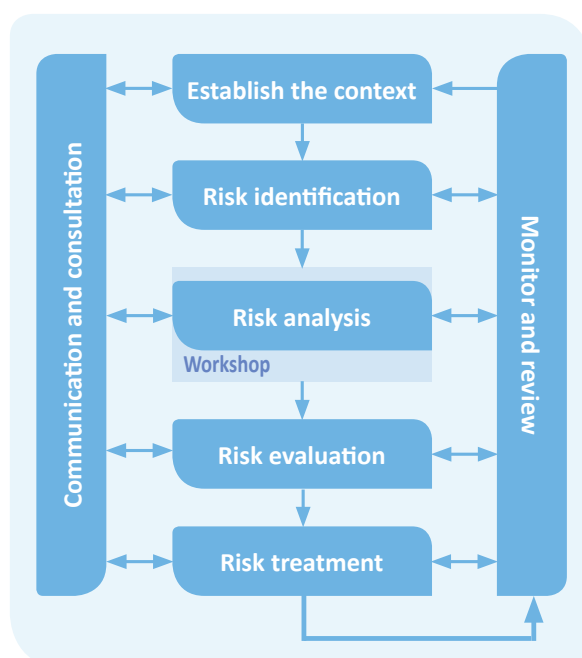 Communication and consultation
Establish the context
Risk identification
Risk analysis
Workshop
Risk evaluation
Risk treatment
Monitor and review